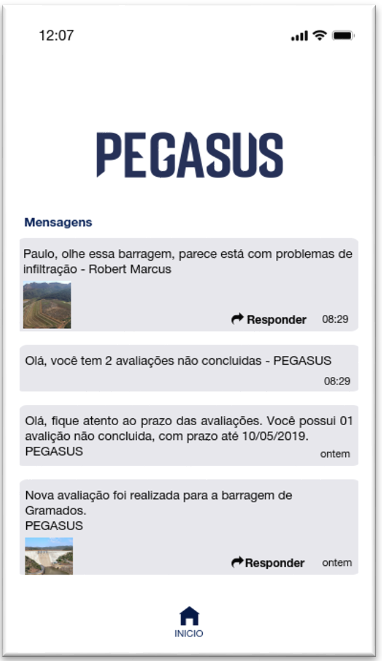 12:07
PEGASUS
Mensagens
Paulo, olhe essa barragem, parece está com problemas de
infiltração - Robert Marcus
Responder 08:29
Olá, você tem 2 avaliações não concluidas - PEGASUS
08:29
Olá, fique atento ao prazo das avaliações. Você possui 01
avalição não concluida, com prazo até 10/05/2019.
PEGASUS
ontem
Nova avaliação foi realizada para a barragem de
Gramados.
PEGASUS
Responder ontem
INICIO